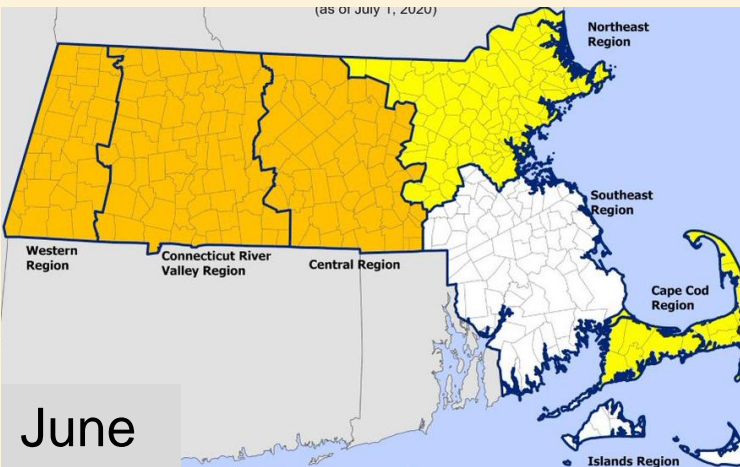 (as of July 1, 2020)
Northeast
Region
Southeast
Region
Western
Region
Connecticut River
Valley Region
Central Region
Cape Cod
Region
June
Islands Region